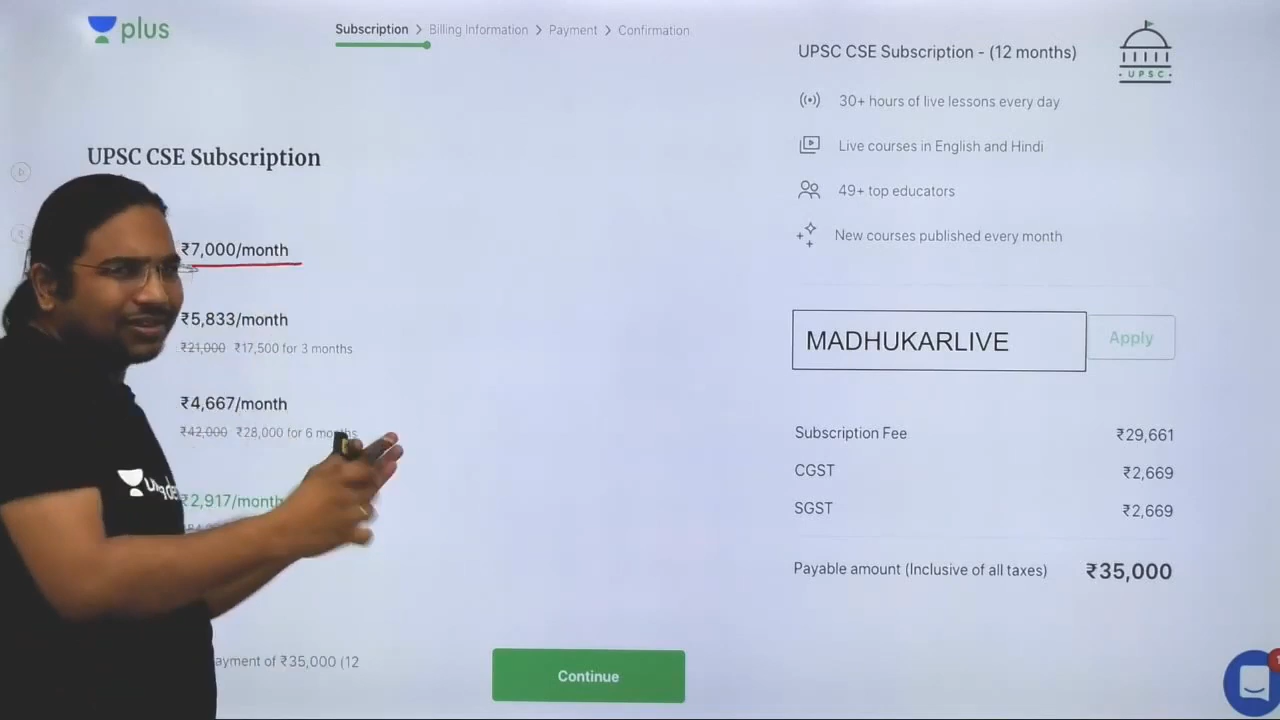 plus
Subscription > Billing Information > Payment > Confirmation
UPSC CSE Subscription
₹7,000/month
₹5,833/month
₹21,000 ₹17,500 for 3 months
₹4,667/month
₹42,000 ₹28,000 for 6 months
₹2,917/month
ayment of ₹35,000 (12
Continue
UPSC CSE Subscription - (12 months)
UPSC
30+ hours of live lessons every day
Live courses in English and Hindi
49+ top educators
New courses published every month
MADHUKARLIVE
Apply
Subscription Fee ₹29,661
CGST ₹2,669
SGST ₹2,669
Payable amount (Inclusive of all taxes) ₹35,000